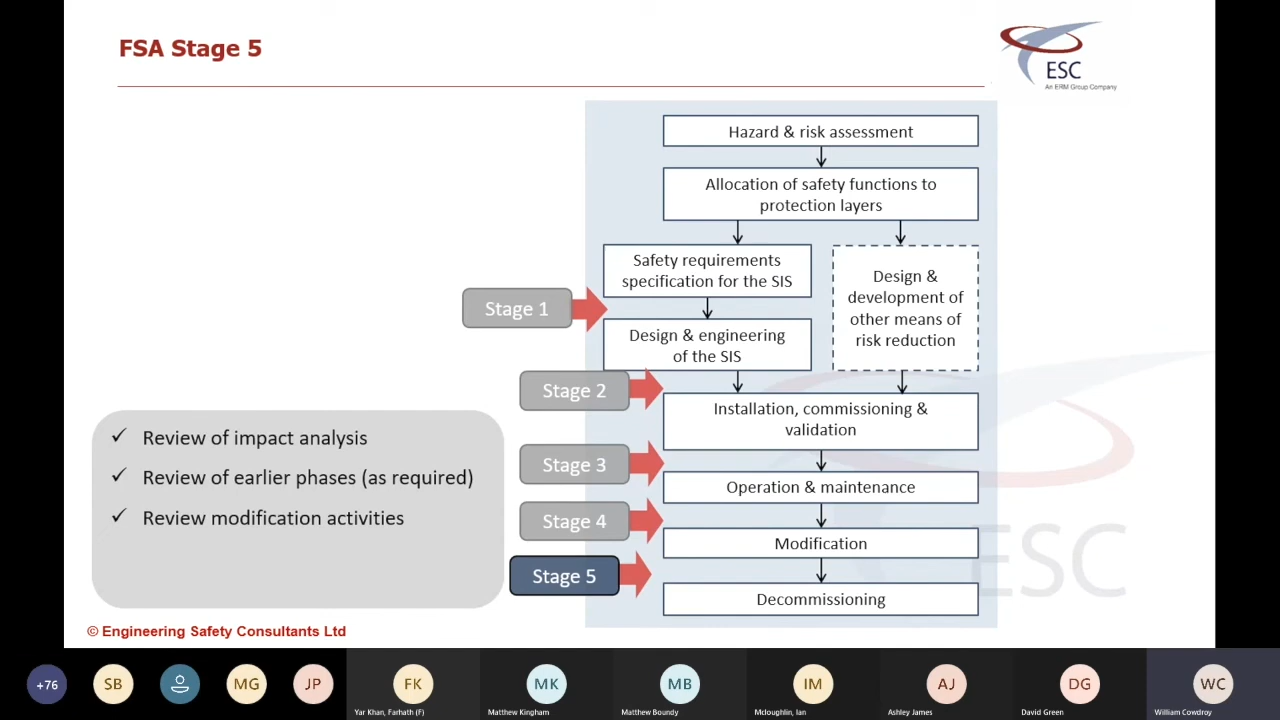 FSA Stage 5
ESC
An ERM Group Company
Hazard & risk assessment
Allocation of safety functions to
protection layers
Safety requirements
specification for the SIS
Design &
development of
other means of
risk reduction
Stage 1
Design & engineering
of the SIS
Stage 2
Installation, commissioning &
validation
Stage 3
Operation & maintenance
Stage 4
Modification
Stage 5
Decommissioning
✓ Review of impact analysis
✓ Review of earlier phases (as required)
✓ Review modification activities
ESC
© Engineering Safety Consultants Ltd
+76
SB
MG
JP
FK
MK
MB
IM
AJ
DG
WC
Yar Khan, Farhath (F)
Matthew Kingham
Matthew Boundy
Mcloughlin, Ian
Ashley James
David Green
William Cowdroy